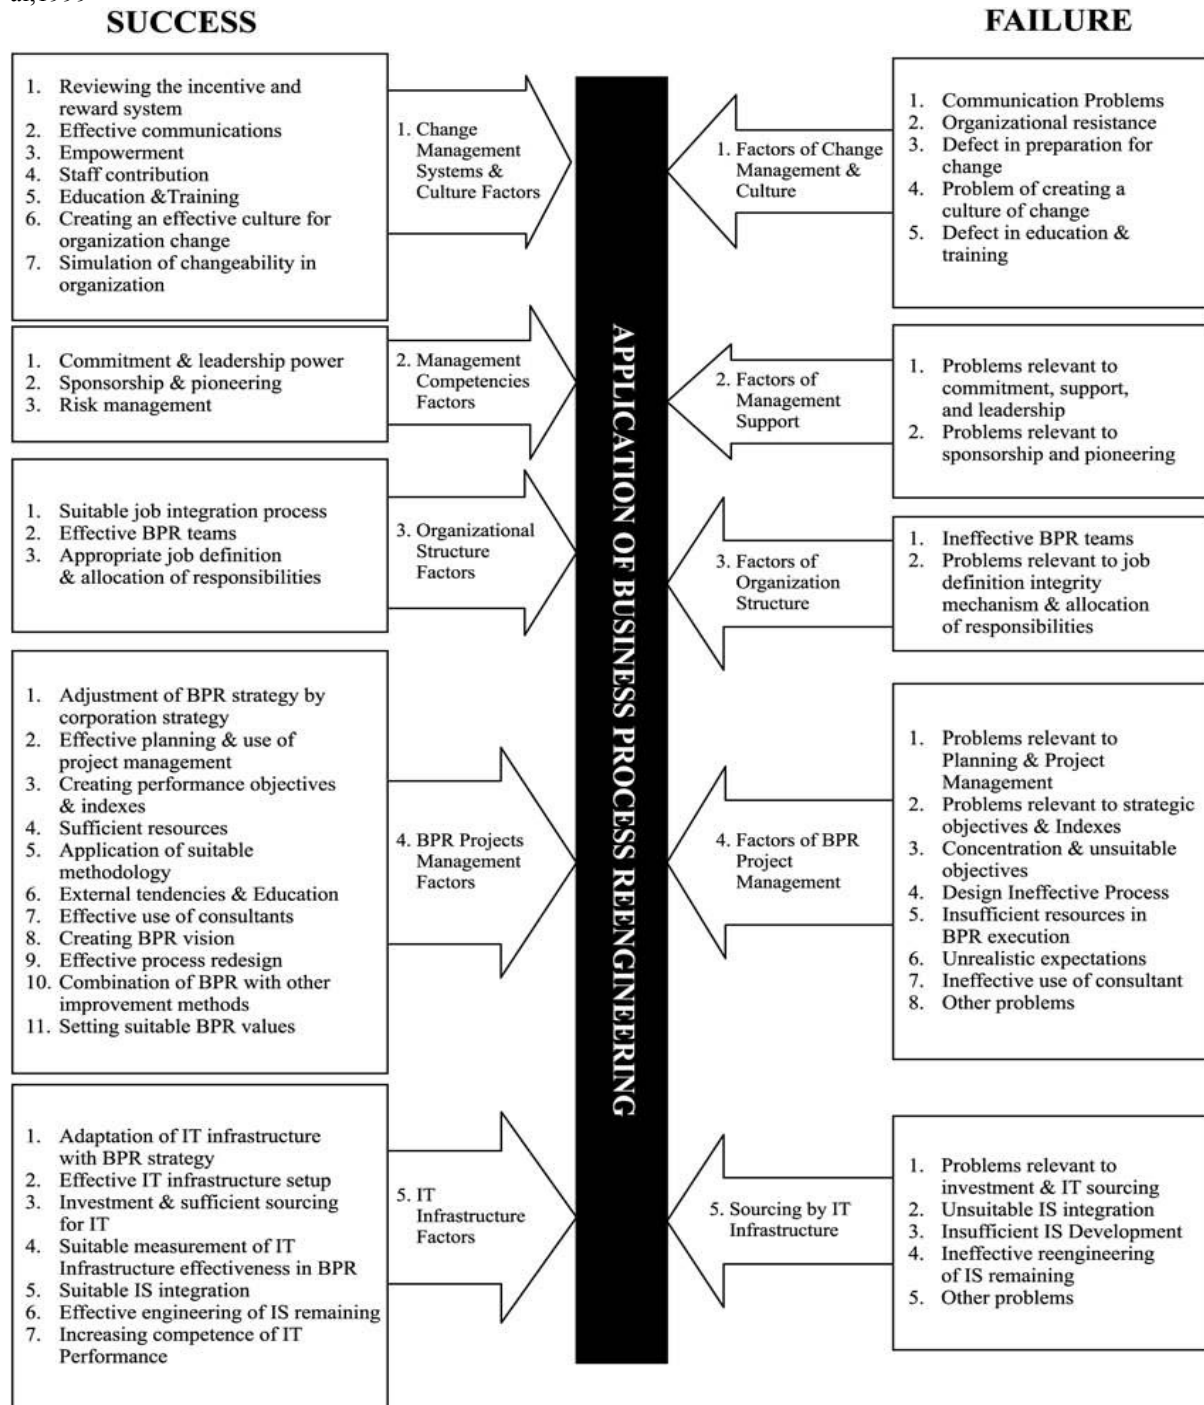 SUCCESS
FAILURE
1. Reviewing the incentive and
reward system
2. Effective communications
3. Empowerment
4. Staff contribution
5. Education &Training
6. Creating an effective culture for
organization change
7. Simulation of changeability in
organization
1. Change
Management
Systems &
Culture Factors
1. Factors of Change
Management &
Culture
1. Communication Problems
2. Organizational resistance
3. Defect in preparation for
change
4. Problem of creating a
culture of change
5. Defect in education &
training
1. Commitment & leadership power
2. Sponsorship & pioneering
3. Risk management
2. Management
Competencies
Factors
2. Factors of
Management
Support
1. Problems relevant to
commitment, support,
and leadership
2. Problems relevant to
sponsorship and pioneering
1. Suitable job integration process
2. Effective BPR teams
3. Appropriate job definition
& allocation of responsibilities
3. Organizational
Structure
Factors
3. Factors of
Organization
Structure
1. Ineffective BPR teams
2. Problems relevant to job
definition integrity
mechanism & allocation
of responsibilities
APPLICATION OF BUSINESS PROCESS REENGINEERING
1. Adjustment of BPR strategy by
corporation strategy
2. Effective planning & use of
project management
3. Creating performance objectives
& indexes
4. Sufficient resources
5. Application of suitable
methodology
6. External tendencies & Education
7. Effective use of consultants
8. Creating BPR vision
9. Effective process redesign
10. Combination of BPR with other
improvement methods
11. Setting suitable BPR values
4. BPR Projects
Management
Factors
4. Factors of BPR
Project
Management
1. Problems relevant to
Planning & Project
Management
2. Problems relevant to strategic
objectives & Indexes
3. Concentration & unsuitable
objectives
4. Design Ineffective Process
5. Insufficient resources in
BPR execution
6. Unrealistic expectations
7. Ineffective use of consultant
8. Other problems
1. Adaptation of IT infrastructure
with BPR strategy
2. Effective IT infrastructure setup
3. Investment & sufficient sourcing
for IT
4. Suitable measurement of IT
Infrastructure effectiveness in BPR
5. Suitable IS integration
6. Effective engineering of IS remaining
7. Increasing competence of IT
Performance
5. IT
Infrastructure
Factors
5. Sourcing by IT
Infrastructure
1. Problems relevant to
investment & IT sourcing
2. Unsuitable IS integration
3. Insufficient IS Development
4. Ineffective reengineering
of IS remaining
5. Other problems